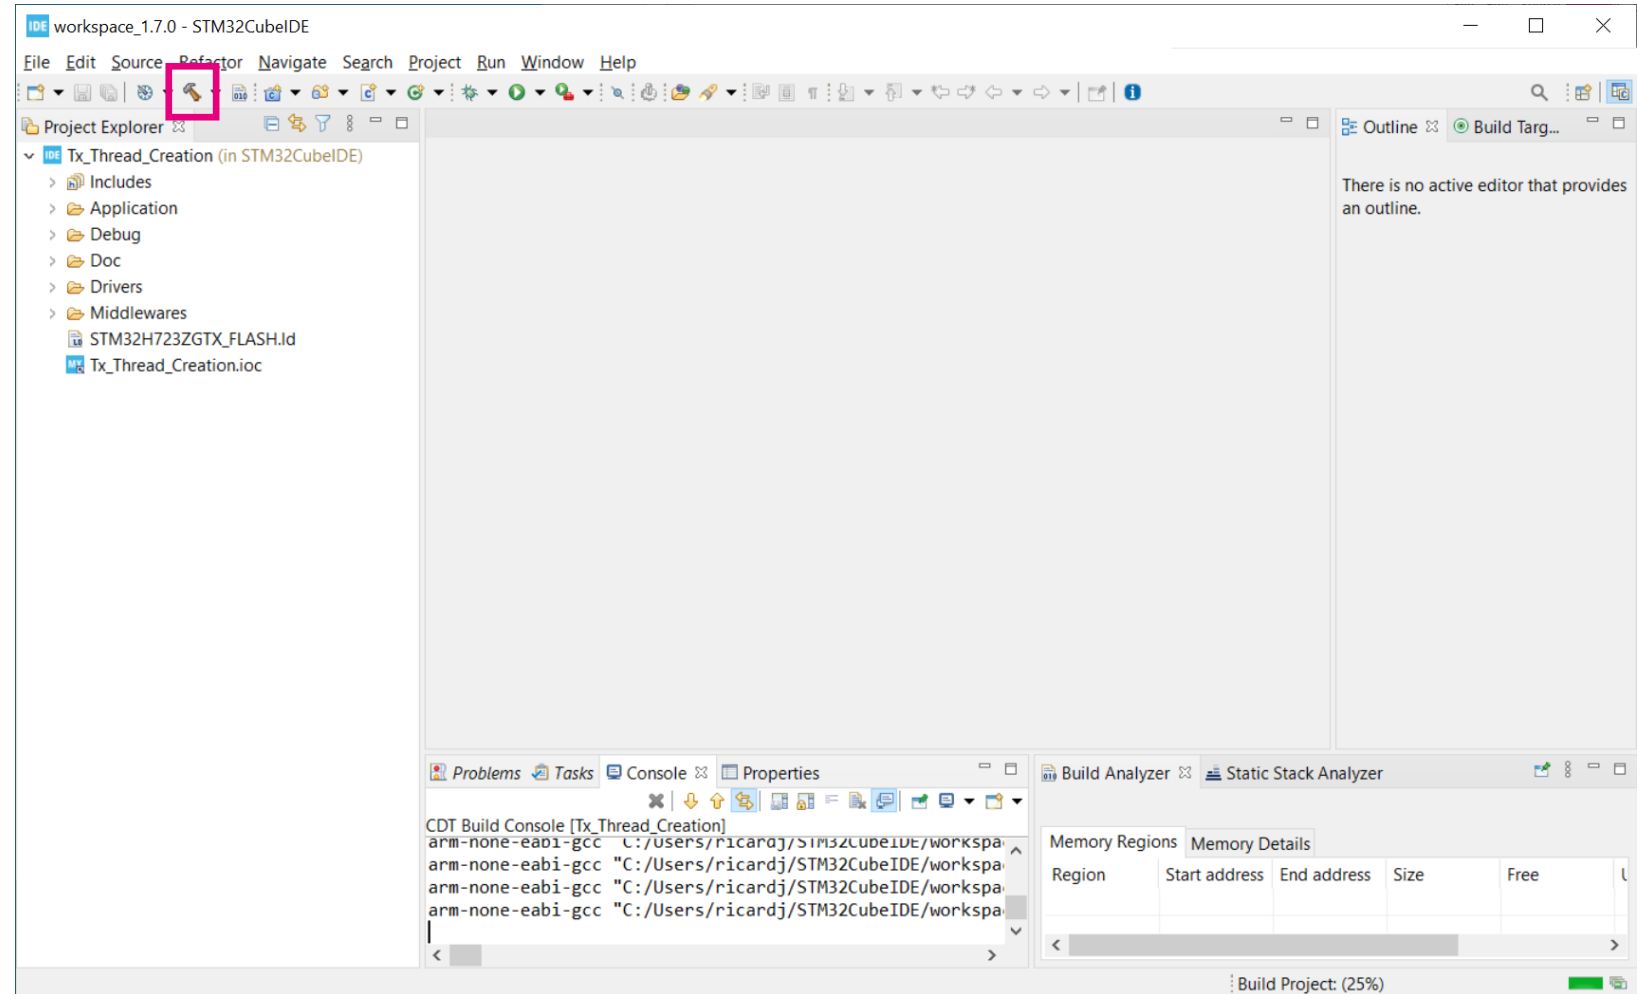 IDE workspace_1.7.0 - STM32CubeIDE
File Edit Source Refactor Navigate Search Project Run Window Help
Project Explorer
Outline
Build Targ...
IDE Tx_Thread_Creation (in STM32CubeIDE)
Includes
Application
Debug
Doc
Drivers
Middlewares
STM32H723ZGTX_FLASH.ld
MX Tx_Thread_Creation.ioc
There is no active editor that provides
an outline.
Problems Tasks Console Properties
CDT Build Console [Tx_Thread_Creation]
arm-none-eabi-gcc "C:/Users/ricardj/STM32CubeIDE/workspa
arm-none-eabi-gcc "C:/Users/ricardj/STM32CubeIDE/workspa
arm-none-eabi-gcc "C:/Users/ricardj/STM32CubeIDE/workspa
arm-none-eabi-gcc "C:/Users/ricardj/STM32CubeIDE/workspa
Build Analyzer Static Stack Analyzer
Memory Regions Memory Details
Region Start address End address Size Free
Build Project: (25%)